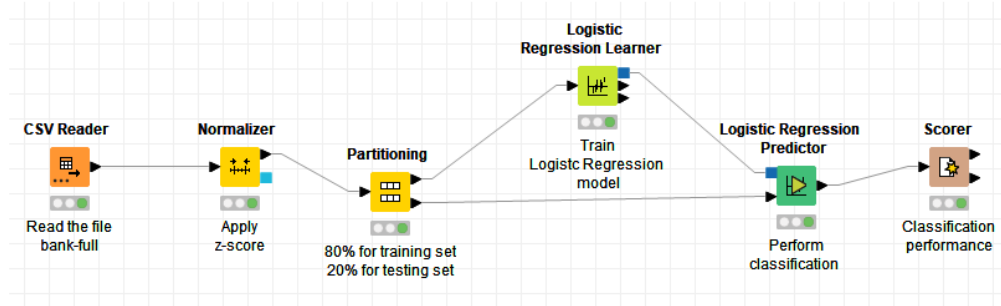 CSV Reader
Read the file
bank-full
Normalizer
Apply
z-score
Partitioning
80% for training set
20% for testing set
Logistic
Regression Learner
Train
Logistc Regression
model
Logistic Regression
Predictor
Perform
classification
Scorer
Classification
performance